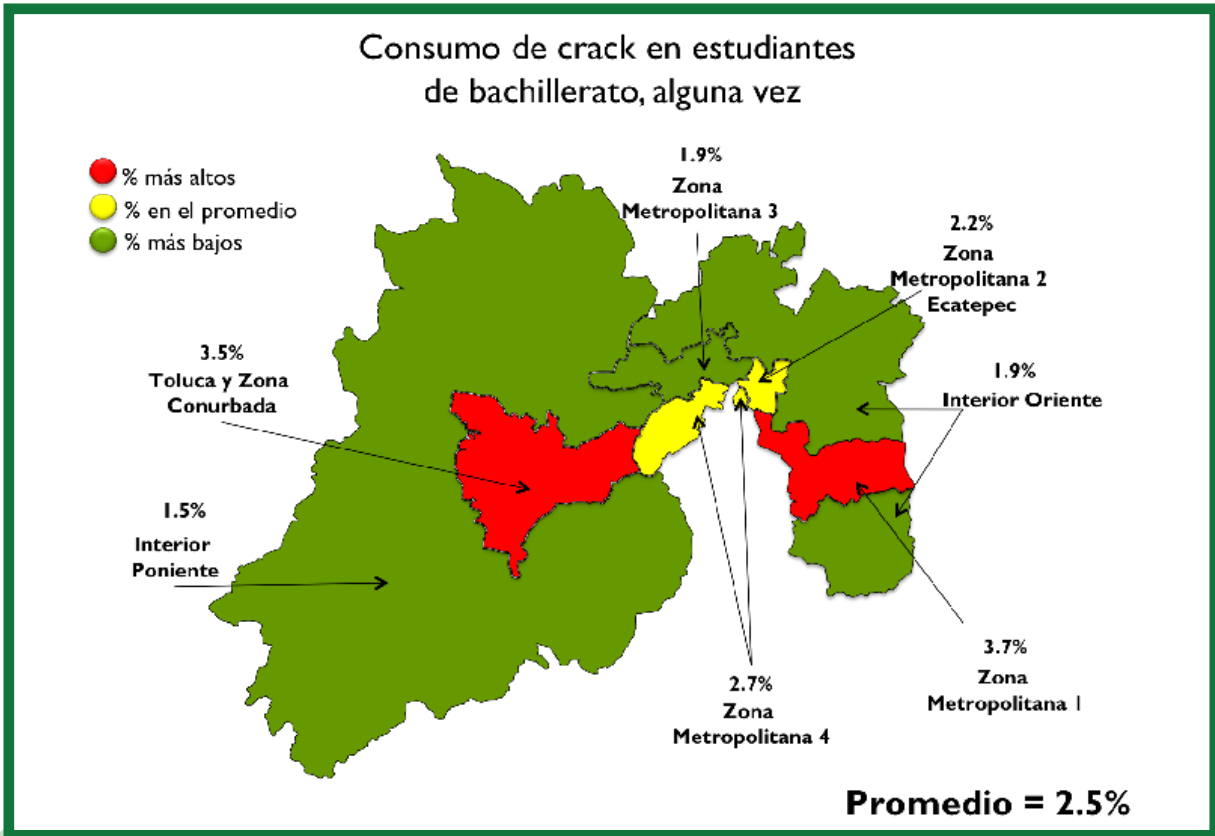 Consumo de crack en estudiantes
de bachillerato, alguna vez
% más altos
% en el promedio
% más bajos
1.9%
Zona
Metropolitana 3
2.2%
Zona
Metropolitana 2
Ecatepec
3.5%
Toluca y Zona
Conurbada
1.9%
Interior Oriente
1.5%
Interior
Poniente
2.7%
Zona
Metropolitana 4
3.7%
Zona
Metropolitana 1
Promedio = 2.5%